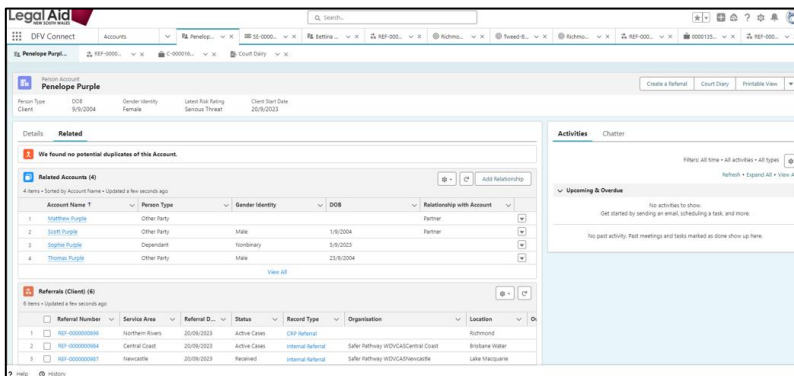 Legal Aid
NEW SOUTH WALES
Search...
DFV Connect Accounts Penelop... SE-0000... Bettina ... REF-000... Richmo... Tweed-B... Richmo... REF-000... 0000135... REF-000...
Penelope Purpl... REF-0000... C-000016... Court Dairy
Person Account
Penelope Purple
Create a Referral Court Diary Printable View
Person Type DOB Gender Identity Latest Risk Rating Client Start Date
Client 9/9/2004 Female Serious Threat 20/9/2023
Details Related
We found no potential duplicates of this Account.
Related Accounts (4)
Add Relationship
4 items • Sorted by Account Name • Updated a few seconds ago
Account Name ↑ Person Type Gender Identity DOB Relationship with Account
1 Matthew Purple Other Party Partner
2 Scott Purple Other Party Male 1/9/2004 Partner
3 Sophie Purple Dependant Nonbinary 5/9/2023
4 Thomas Purple Other Party Male 23/9/2004
View All
Referrals (Client) (6)
6 items • Updated a few seconds ago
Referral Number Service Area Referral D... Status Record Type Organisation Location
1 Northern Rivers 20/09/2023 Active Cases CRP Referral Richmond
2 REF-0000000984 Central Coast 20/09/2023 Active Cases Internal Referral Safer Pathway WDVCASCentral Coast Brisbane Water
3 REF-0000000987 Newcastle 20/09/2023 Received Internal Referral Safer Pathway WDVCASNewcastle Lake Macquarie
Activities Chatter
Filters: All time • All activities • All types
Refresh • Expand All • View A
Upcoming & Overdue
No activities to show.
Get started by sending an email, scheduling a task, and more.
No past activity. Past meetings and tasks marked as done show up here.
? Help History